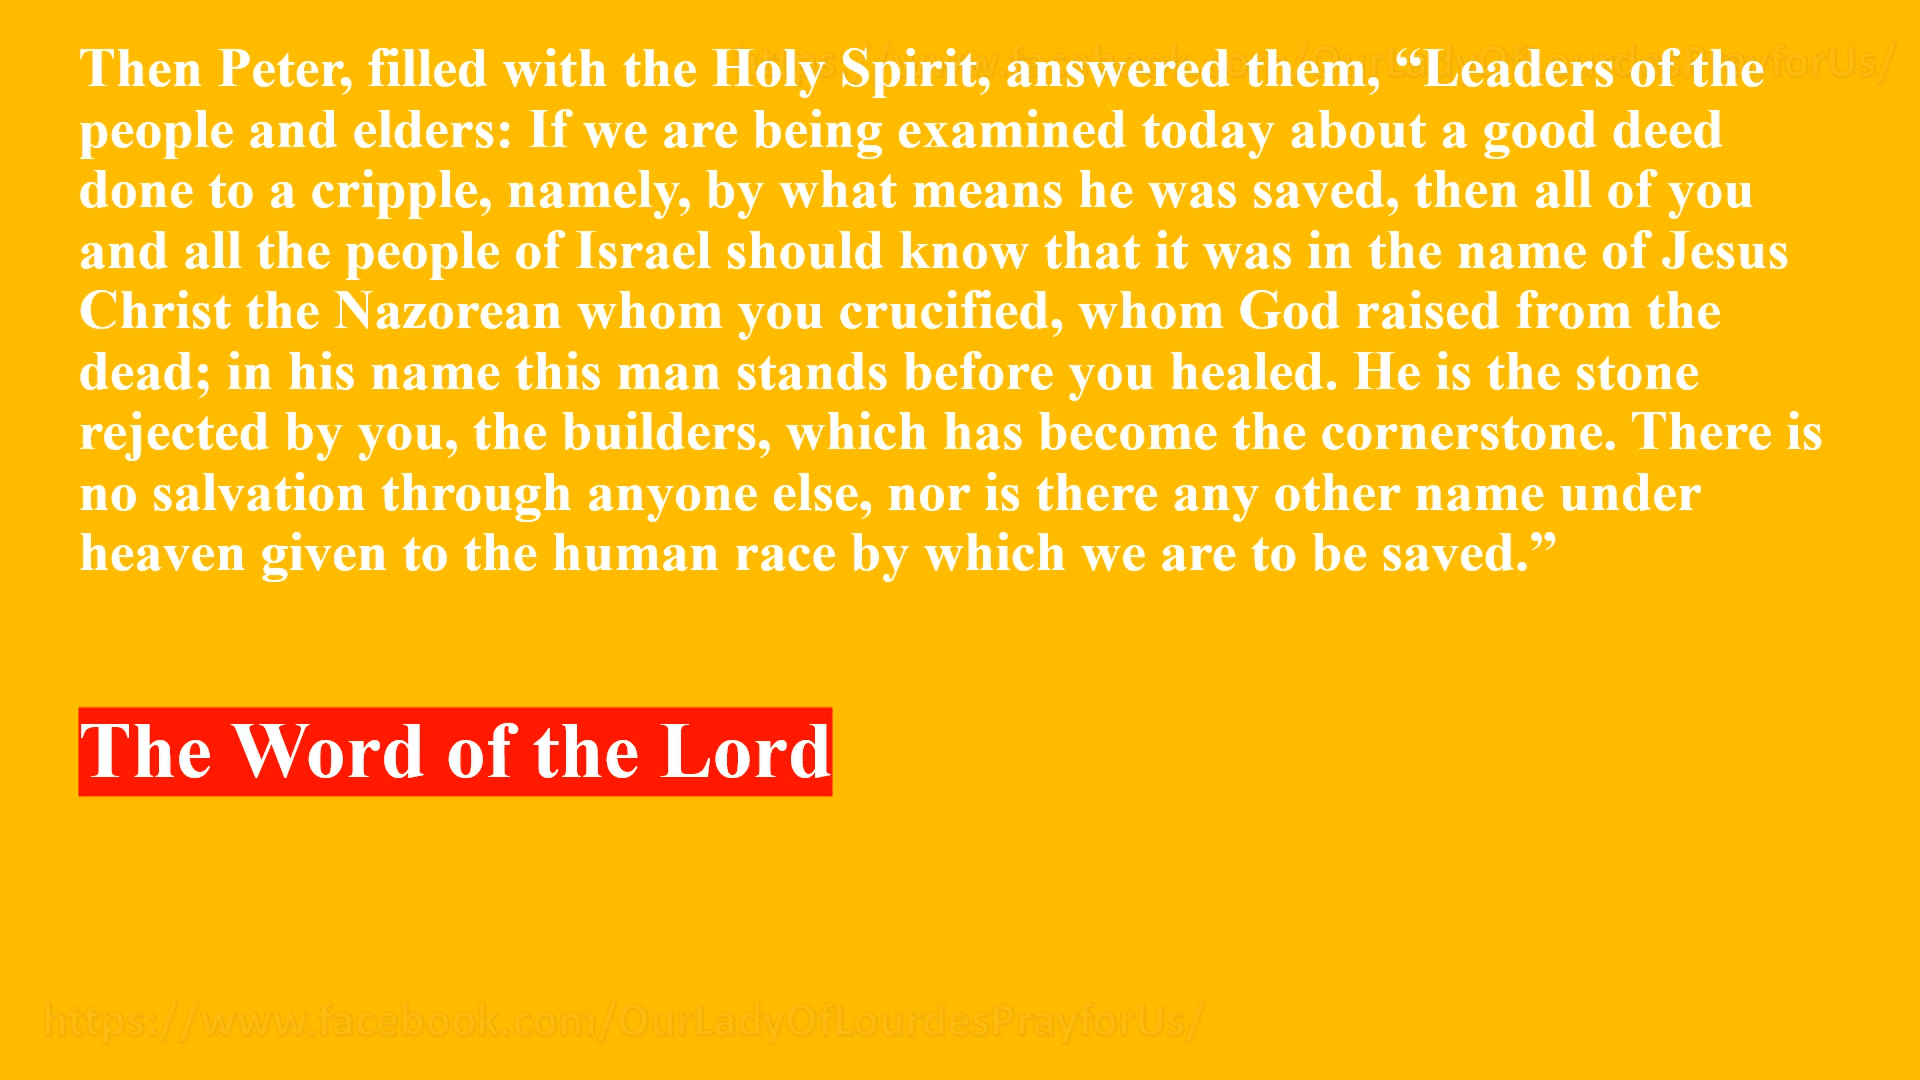 Then Peter, filled with the Holy Spirit, answered them, “Leaders of the
people and elders: If we are being examined today about a good deed
done to a cripple, namely, by what means he was saved, then all of you
and all the people of Israel should know that it was in the name of Jesus
Christ the Nazorean whom you crucified, whom God raised from the
dead; in his name this man stands before you healed. He is the stone
rejected by you, the builders, which has become the cornerstone. There is
no salvation through anyone else, nor is there any other name under
heaven given to the human race by which we are to be saved.”
The Word of the Lord
https://www.facebook.com/OurLadyOfLourdesPrayforUs/
https://www.facebook.com/OurLadyOfLourdesPrayforUs/